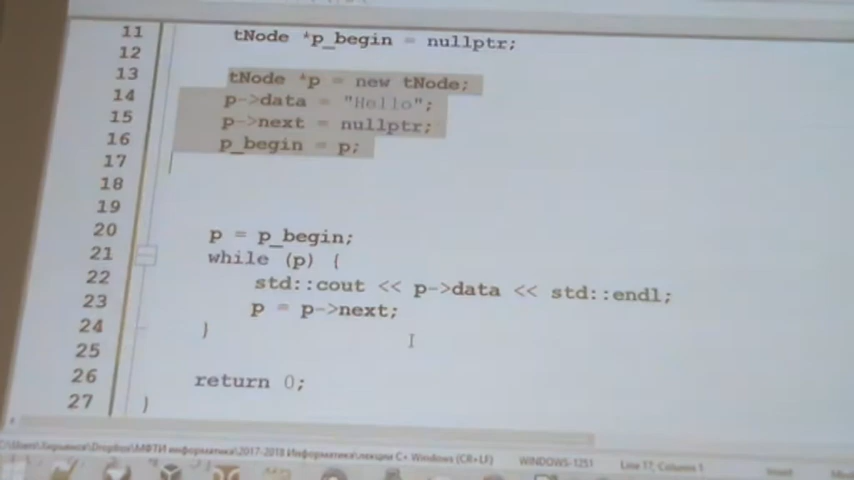 11 tNode *p_begin = nullptr;
12
13 tNode *p = new tNode;
14 p->data = "Hello";
15 p->next = nullptr;
16 p_begin = p;
17
18
19
20 p = p_begin;
21 while (p) {
22 std::cout << p->data << std::endl;
23 p = p->next;
24 }
25
26 return 0;
27 }
Dropbox\МФТИ информатика\2017-2018 Информатика\лекции C+ Windows (CR+LF) WINDOWS-1251 Line 17, Column 1